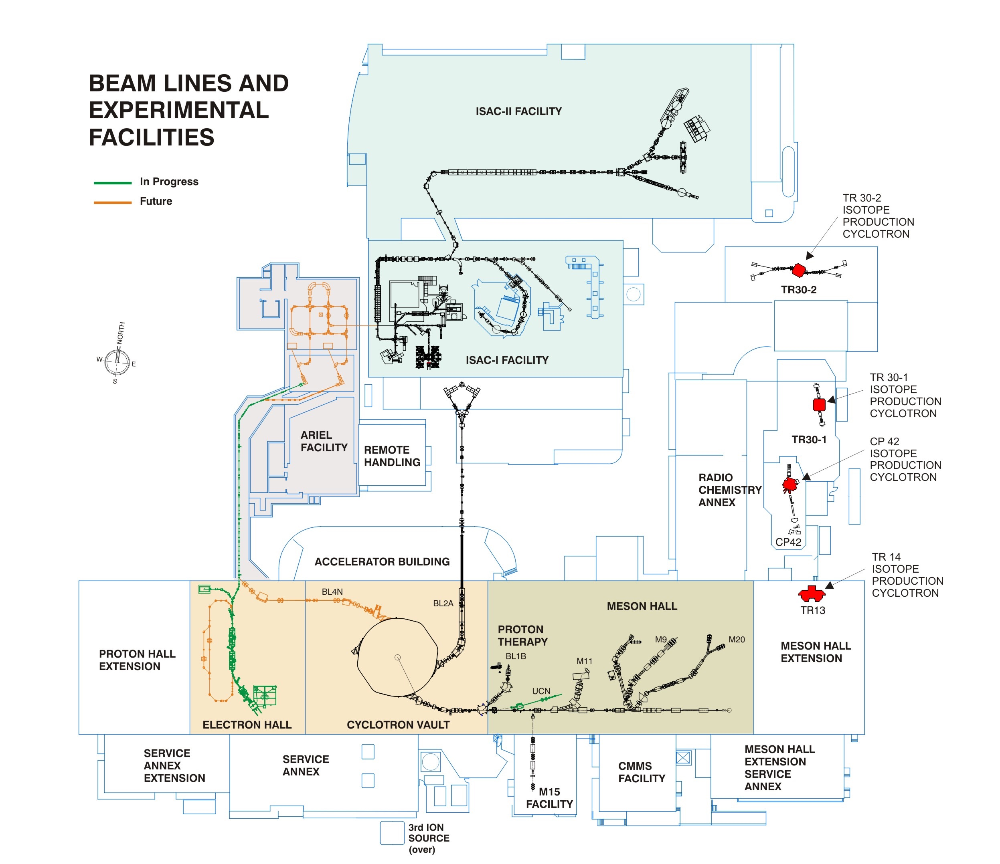 BEAM LINES AND
EXPERIMENTAL
FACILITIES
In Progress
Future
ISAC-II FACILITY
TR 30-2
ISOTOPE
PRODUCTION
CYCLOTRON
TR30-2
NORTH
W
E
S
ISAC-I FACILITY
TR 30-1
ISOTOPE
PRODUCTION
CYCLOTRON
TR30-1
ARIEL
FACILITY
REMOTE
HANDLING
CP 42
ISOTOPE
PRODUCTION
CYCLOTRON
RADIO
CHEMISTRY
ANNEX
CP42
ACCELERATOR BUILDING
TR 14
ISOTOPE
PRODUCTION
CYCLOTRON
TR13
BL4N
BL2A
MESON HALL
PROTON
THERAPY
BL1B
M11
M9
M20
UCN
PROTON HALL
EXTENSION
MESON HALL
EXTENSION
ELECTRON HALL
CYCLOTRON VAULT
SERVICE
ANNEX
EXTENSION
SERVICE
ANNEX
M15
FACILITY
CMMS
FACILITY
MESON HALL
EXTENSION
SERVICE
ANNEX
3rd ION
SOURCE
(over)